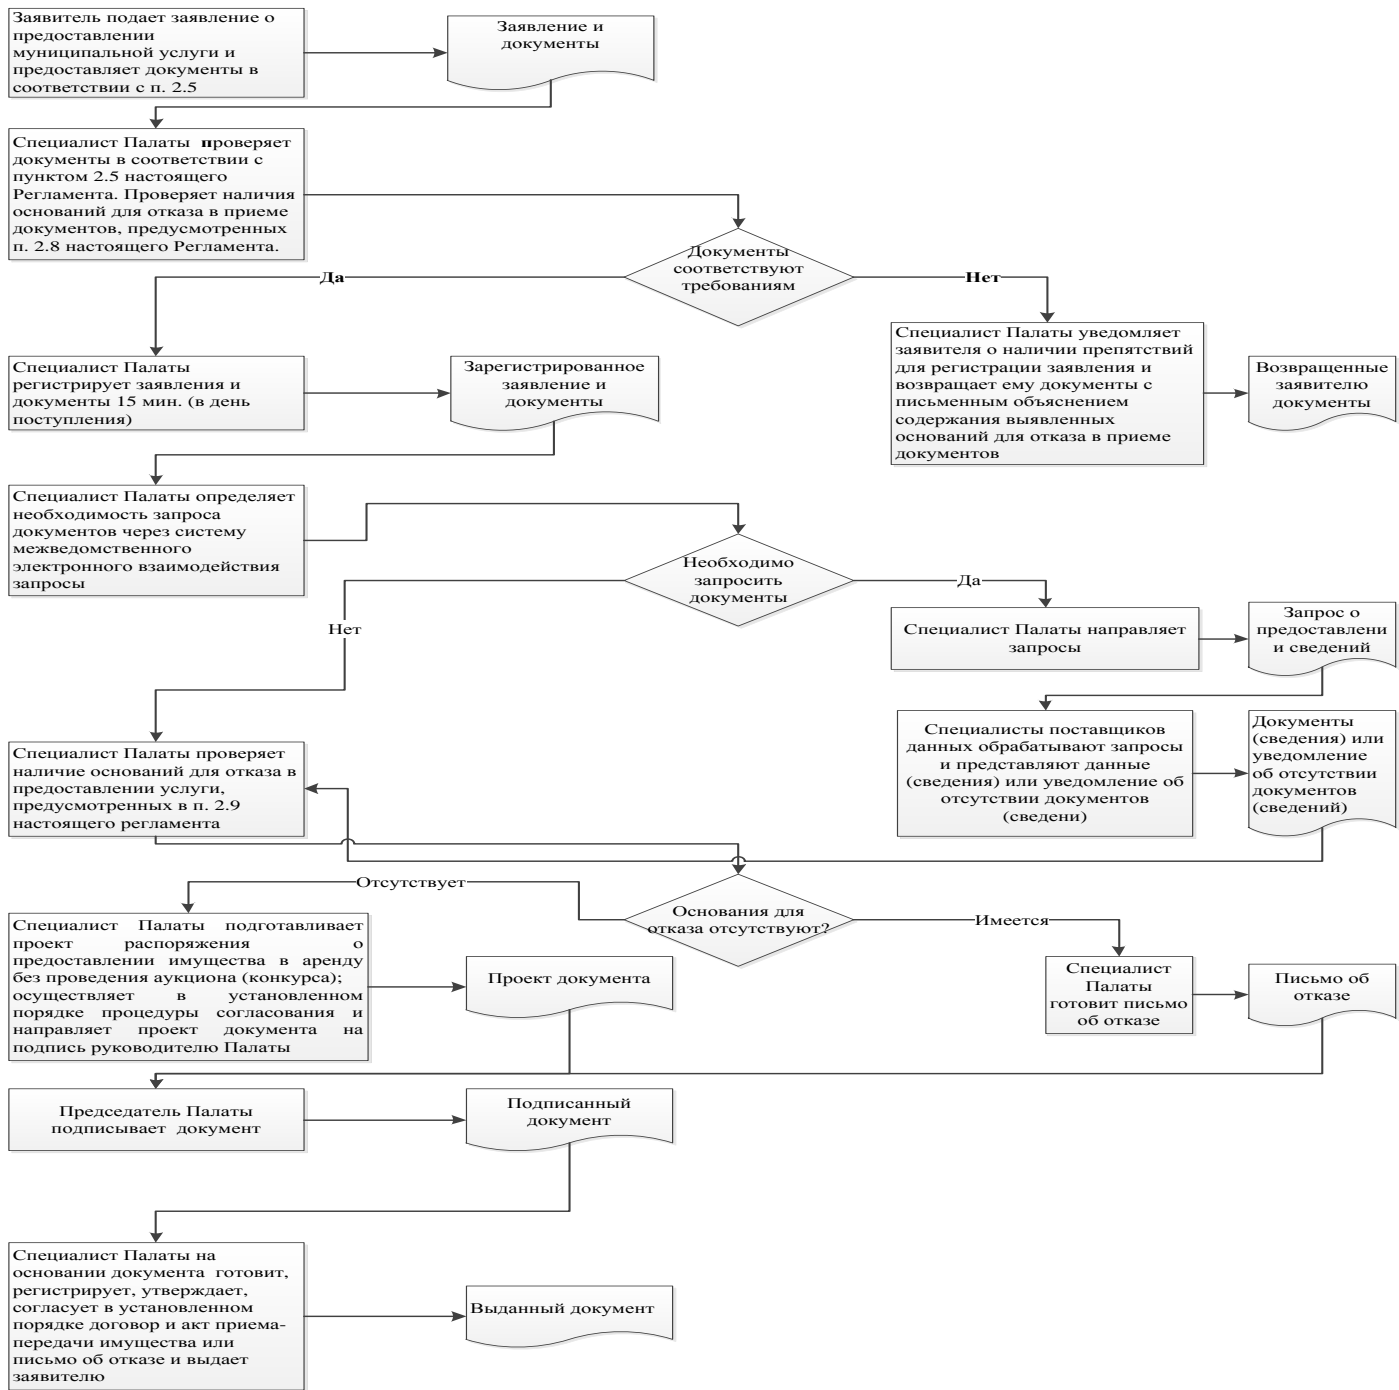 Заявитель подает заявление о
предоставлении
муниципальной услуги и
предоставляет документы в
соответствии с п. 2.5
Заявление и
документы
Специалист Палаты  проверяет
документы в соответствии с
пунктом 2.5 настоящего
Регламента. Проверяет наличия
оснований для отказа в приеме
документов, предусмотренных
п. 2.8 настоящего Регламента.
Документы
соответствуют
требованиям
Да
Нет
Специалист Палаты
регистрирует заявления и
документы 15 мин. (в день
поступления)
Зарегистрированное
заявление и
документы
Специалист Палаты уведомляет
заявителя о наличии препятствий
для регистрации заявления и
возвращает ему документы с
письменным объяснением
содержания выявленных
оснований для отказа в приеме
документов
Возвращенные
заявителю
документы
Специалист Палаты определяет
необходимость запроса
документов через систему
межведомственного
электронного взаимодействия
запросы
Необходимо
запросить
документы
Да
Нет
Специалист Палаты направляет
запросы
Запрос о
предоставлени
и сведений
Специалисты поставщиков
данных обрабатывают запросы
и представляют данные
(сведения) или уведомление об
отсутствии документов
(сведени)
Документы
(сведения) или
уведомление
об отсутствии
документов
(сведений)
Специалист Палаты проверяет
наличие оснований для отказа в
предоставлении услуги,
предусмотренных в п. 2.9
настоящего регламента
Отсутствует
Основания для
отказа отсутствуют?
Имеется
Специалист Палаты подготавливает
проект распоряжения о
предоставлении имущества в аренду
без проведения аукциона (конкурса);
осуществляет в установленном
порядке процедуры согласования и
направляет проект документа на
подпись руководителю Палаты
Проект документа
Специалист
Палаты
готовит письмо
об отказе
Письмо об
отказе
Председатель Палаты
подписывает  документ
Подписанный
документ
Специалист Палаты на
основании документа  готовит,
регистрирует, утверждает,
согласует в установленном
порядке договор и акт приема-
передачи имущества или
письмо об отказе и выдает
заявителю
Выданный документ